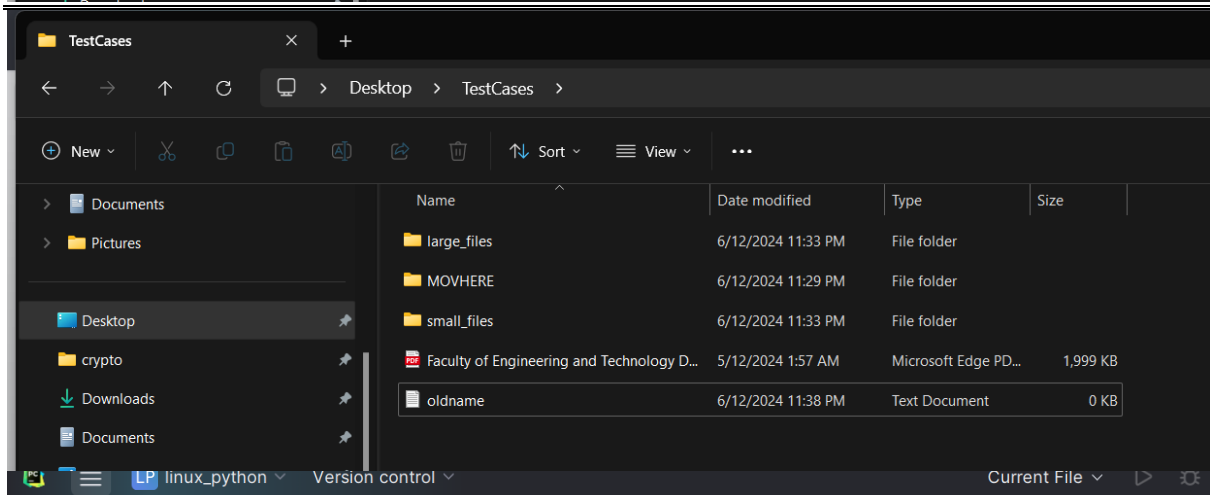 TestCases
Desktop > TestCases >
New Sort View
Name Date modified Type Size
Documents
Pictures
large_files 6/12/2024 11:33 PM File folder
MOVHERE 6/12/2024 11:29 PM File folder
Desktop
small_files 6/12/2024 11:33 PM File folder
crypto
PDF Faculty of Engineering and Technology D... 5/12/2024 1:57 AM Microsoft Edge PD... 1,999 KB
Downloads
oldname 6/12/2024 11:38 PM Text Document 0 KB
Documents
PC LP linux_python Version control Current File